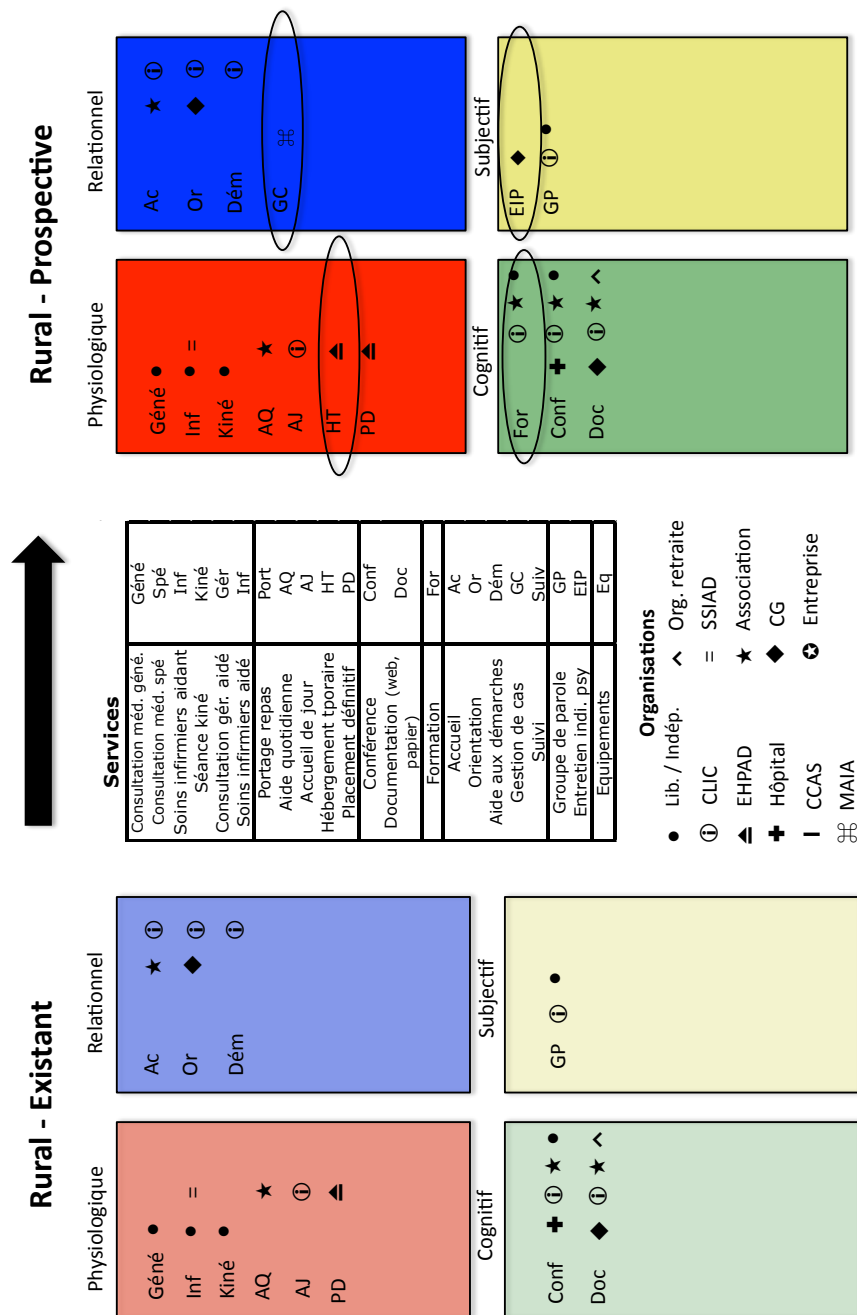 Rural - Existant
Physiologique
Géné ●
Inf ● =
Kiné ●
AQ ★
AJ ⓘ
PD ⏏
Relationnel
Ac ★ ⓘ
Or ◆ ⓘ
Dém ⓘ
Cognitif
Conf ✚ ⓘ ★ ●
Doc ◆ ⓘ ★ ^
Subjectif
GP ⓘ ●
Services
Consultation méd. géné. Géné
Consultation méd. spé Spé
Soins infirmiers aidant Inf
Séance kiné Kiné
Consultation gér. aidé Gér
Soins infirmiers aidé Inf
Portage repas Port
Aide quotidienne AQ
Accueil de jour AJ
Hébergement tporaire HT
Placement définitif PD
Conférence Conf
Documentation (web, Doc
papier)
Formation For
Accueil Ac
Orientation Or
Aide aux démarches Dém
Gestion de cas GC
Suivi Suiv
Groupe de parole GP
Entretien indi. psy EIP
Equipements Eq
Organisations
● Lib. / Indép. ^ Org. retraite
ⓘ CLIC = SSIAD
⏏ EHPAD ★ Association
✚ Hôpital ◆ CG
I CCAS ✪ Entreprise
⌘ MAIA
Rural - Prospective
Physiologique
Géné ●
Inf ● =
Kiné ●
AQ ★
AJ ⓘ
HT ⏏
PD ⏏
Relationnel
Ac ★ ⓘ
Or ◆ ⓘ
Dém ⓘ
GC ⌘
Cognitif
For ⓘ ★ ●
Conf ✚ ⓘ ★ ●
Doc ◆ ⓘ ★ ^
Subjectif
EIP ◆
GP ⓘ ●